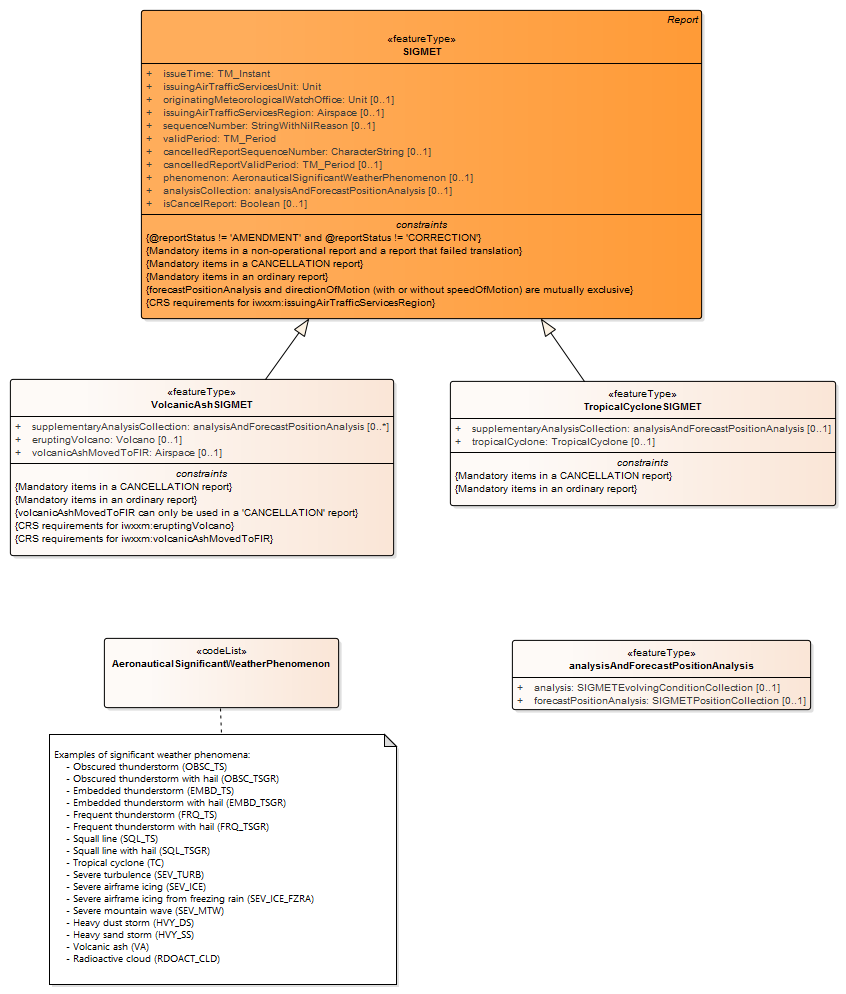 Report
«featureType»
SIGMET
+ issueTime: TM_Instant
+ issuingAirTrafficServicesUnit: Unit
+ originatingMeteorologicalWatchOffice: Unit [0..1]
+ issuingAirTrafficServicesRegion: Airspace [0..1]
+ sequenceNumber: StringWithNilReason [0..1]
+ validPeriod: TM_Period
+ cancelledReportSequenceNumber: CharacterString [0..1]
+ cancelledReportValidPeriod: TM_Period [0..1]
+ phenomenon: AeronauticalSignificantWeatherPhenomenon [0..1]
+ analysisCollection: analysisAndForecastPositionAnalysis [0..1]
+ isCancelReport: Boolean [0..1]
constraints
{@reportStatus != 'AMENDMENT' and @reportStatus != 'CORRECTION'}
{Mandatory items in a non-operational report and a report that failed translation}
{Mandatory items in a CANCELLATION report}
{Mandatory items in an ordinary report}
{forecastPositionAnalysis and directionOfMotion (with or without speedOfMotion) are mutually exclusive}
{CRS requirements for iwxxm:issuingAirTrafficServicesRegion}
«featureType»
VolcanicAshSIGMET
+ supplementaryAnalysisCollection: analysisAndForecastPositionAnalysis [0..*]
+ eruptingVolcano: Volcano [0..1]
+ volcanicAshMovedToFIR: Airspace [0..1]
constraints
{Mandatory items in a CANCELLATION report}
{Mandatory items in an ordinary report}
{volcanicAshMovedToFIR can only be used in a 'CANCELLATION' report}
{CRS requirements for iwxxm:eruptingVolcano}
{CRS requirements for iwxxm:volcanicAshMovedToFIR}
«featureType»
TropicalCycloneSIGMET
+ supplementaryAnalysisCollection: analysisAndForecastPositionAnalysis [0..1]
+ tropicalCyclone: TropicalCyclone [0..1]
constraints
{Mandatory items in a CANCELLATION report}
{Mandatory items in an ordinary report}
«codeList»
AeronauticalSignificantWeatherPhenomenon
«featureType»
analysisAndForecastPositionAnalysis
+ analysis: SIGMETEvolvingConditionCollection [0..1]
+ forecastPositionAnalysis: SIGMETPositionCollection [0..1]
Examples of significant weather phenomena:
- Obscured thunderstorm (OBSC_TS)
- Obscured thunderstorm with hail (OBSC_TSGR)
- Embedded thunderstorm (EMBD_TS)
- Embedded thunderstorm with hail (EMBD_TSGR)
- Frequent thunderstorm (FRQ_TS)
- Frequent thunderstorm with hail (FRQ_TSGR)
- Squall line (SQL_TS)
- Squall line with hail (SQL_TSGR)
- Tropical cyclone (TC)
- Severe turbulence (SEV_TURB)
- Severe airframe icing (SEV_ICE)
- Severe airframe icing from freezing rain (SEV_ICE_FZRA)
- Severe mountain wave (SEV_MTW)
- Heavy dust storm (HVY_DS)
- Heavy sand storm (HVY_SS)
- Volcanic ash (VA)
- Radioactive cloud (RDOACT_CLD)